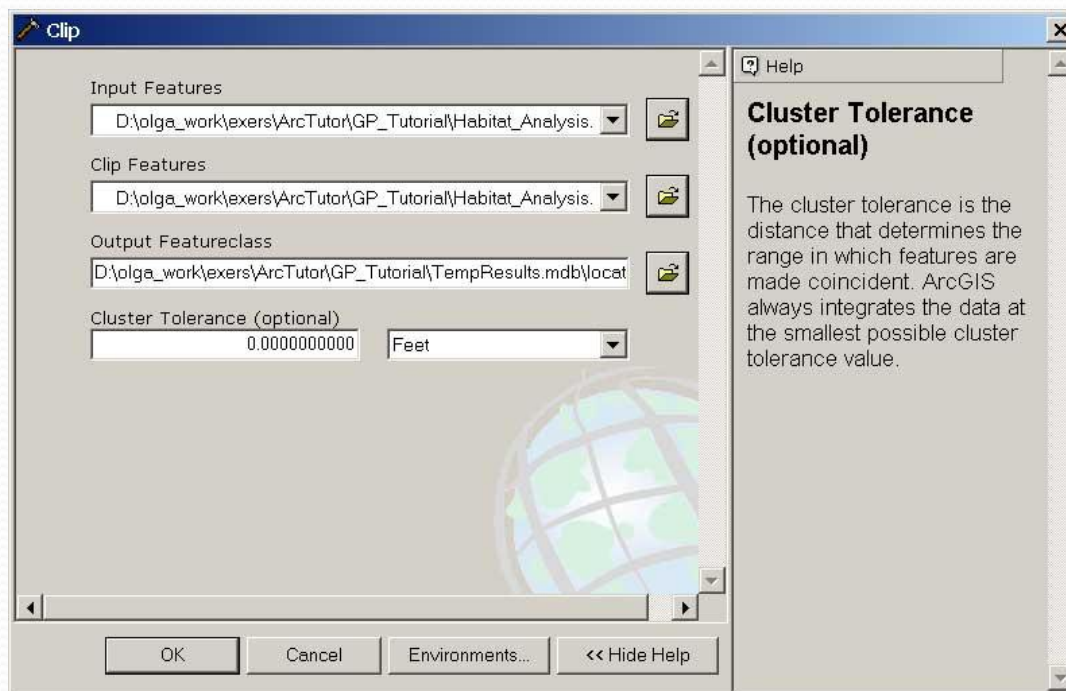 Clip
Input Features
D:\olga_work\exers\ArcTutor\GP_Tutorial\Habitat_Analysis.
Clip Features
D:\olga_work\exers\ArcTutor\GP_Tutorial\Habitat_Analysis.
Output Featureclass
D:\olga_work\exers\ArcTutor\GP_Tutorial\TempResults.mdb\locat
Cluster Tolerance (optional)
0.0000000000 Feet
OK Cancel Environments... << Hide Help
Help
Cluster Tolerance
(optional)
The cluster tolerance is the
distance that determines the
range in which features are
made coincident. ArcGIS
always integrates the data at
the smallest possible cluster
tolerance value.